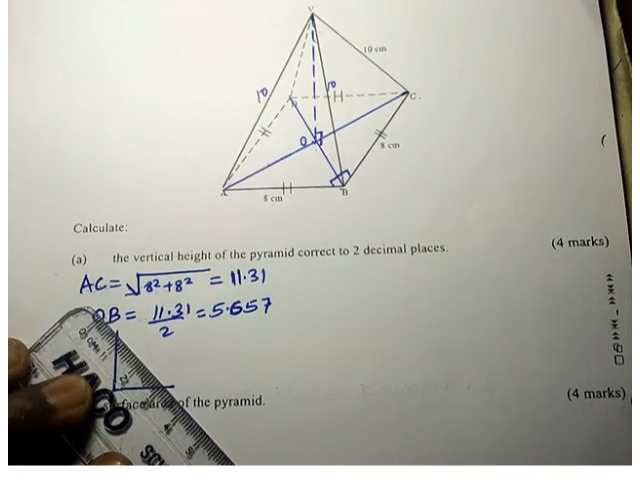 V
10 cm
10
10
D
C.
O
8 cm
A
B
8 cm
Calculate:
(a) the vertical height of the pyramid correct to 2 decimal places. (4 marks)
AC = √8²+8² = 11.31
OB = 11.31/2 = 5.657
of the pyramid. (4 marks)
HACO